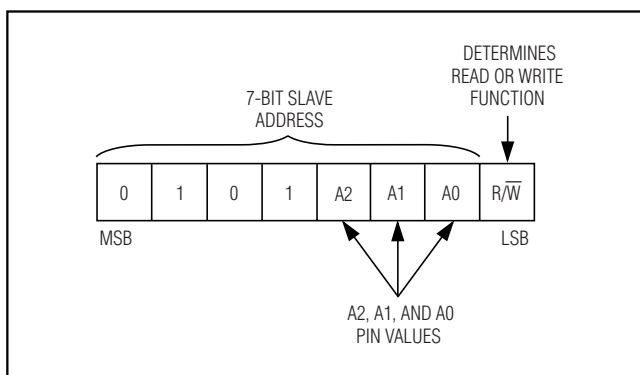 DETERMINES
READ OR WRITE
FUNCTION
7-BIT SLAVE
ADDRESS
0 1 0 1 A2 A1 A0 R/W̅
MSB LSB
A2, A1, AND A0
PIN VALUES